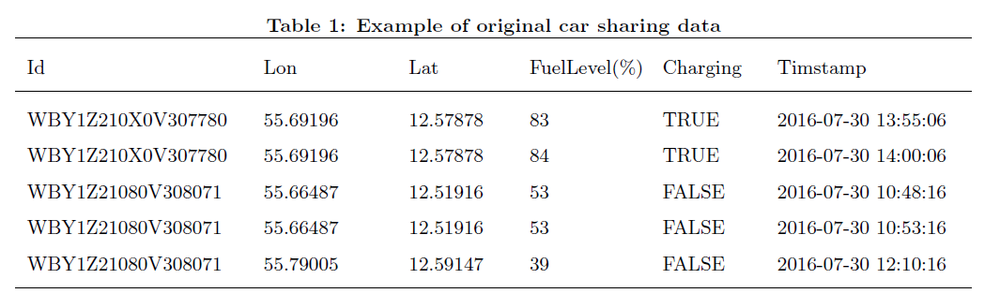 Table 1: Example of original car sharing data
Id Lon Lat FuelLevel(%) Charging Timstamp
WBY1Z210X0V307780 55.69196 12.57878 83 TRUE 2016-07-30 13:55:06
WBY1Z210X0V307780 55.69196 12.57878 84 TRUE 2016-07-30 14:00:06
WBY1Z21080V308071 55.66487 12.51916 53 FALSE 2016-07-30 10:48:16
WBY1Z21080V308071 55.66487 12.51916 53 FALSE 2016-07-30 10:53:16
WBY1Z21080V308071 55.79005 12.59147 39 FALSE 2016-07-30 12:10:16